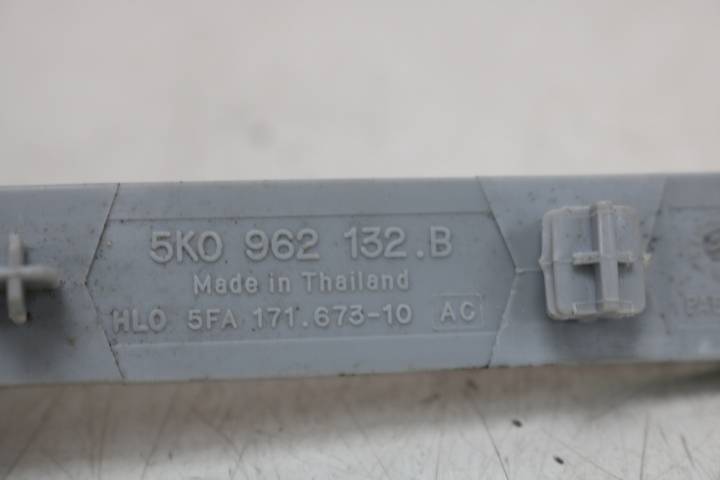 5K0 962 132.B
Made in Thailand
HLO 5FA 171.673-10 AC